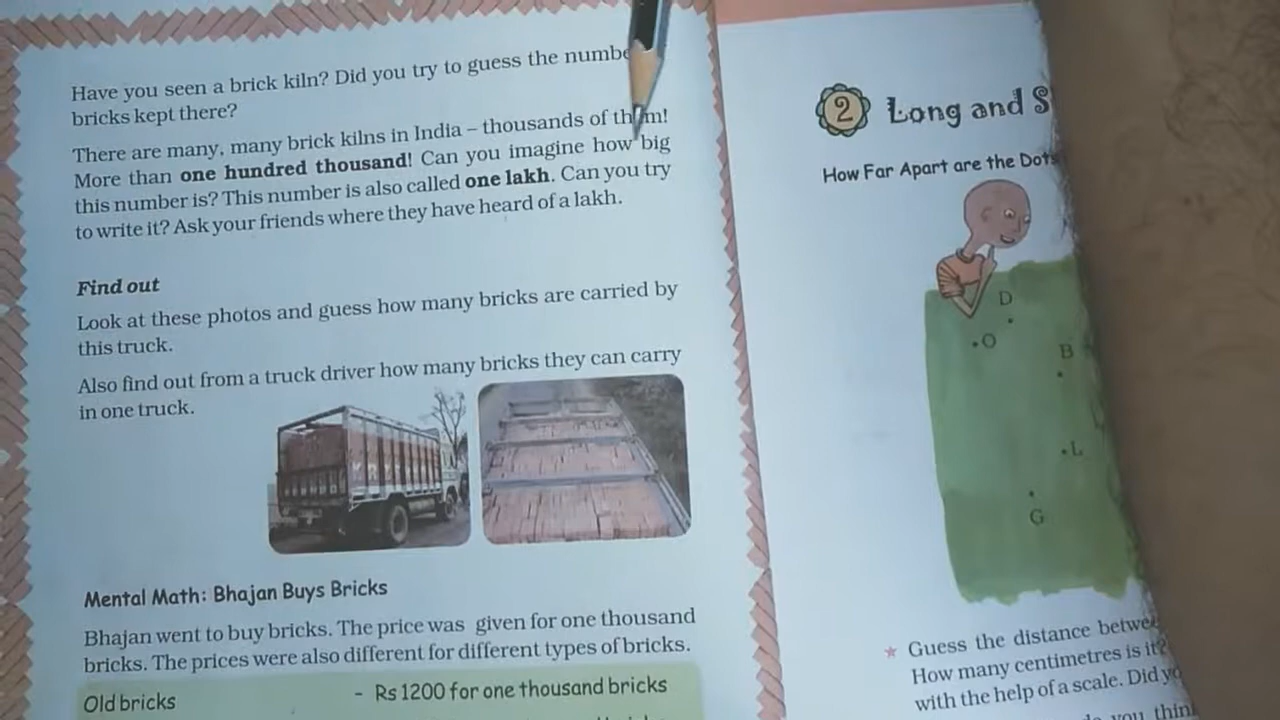 Have you seen a brick kiln? Did you try to guess the
bricks kept there?
There are many, many brick kilns in India – thousands of them!
More than one hundred thousand! Can you imagine how big
this number is? This number is also called one lakh. Can you try
to write it? Ask your friends where they have heard of a lakh.
Find out
Look at these photos and guess how many bricks are carried by
this truck.
Also find out from a truck driver how many bricks they can carry
in one truck.
Mental Math: Bhajan Buys Bricks
Bhajan went to buy bricks. The price was given for one thousand
bricks. The prices were also different for different types of bricks.
Old bricks – Rs 1200 for one thousand bricks
2 Long and
How Far Apart are the Dots
D
O
B
L
G
Guess the distance
How many centimetres is it?
with the help of a scale. Did
you